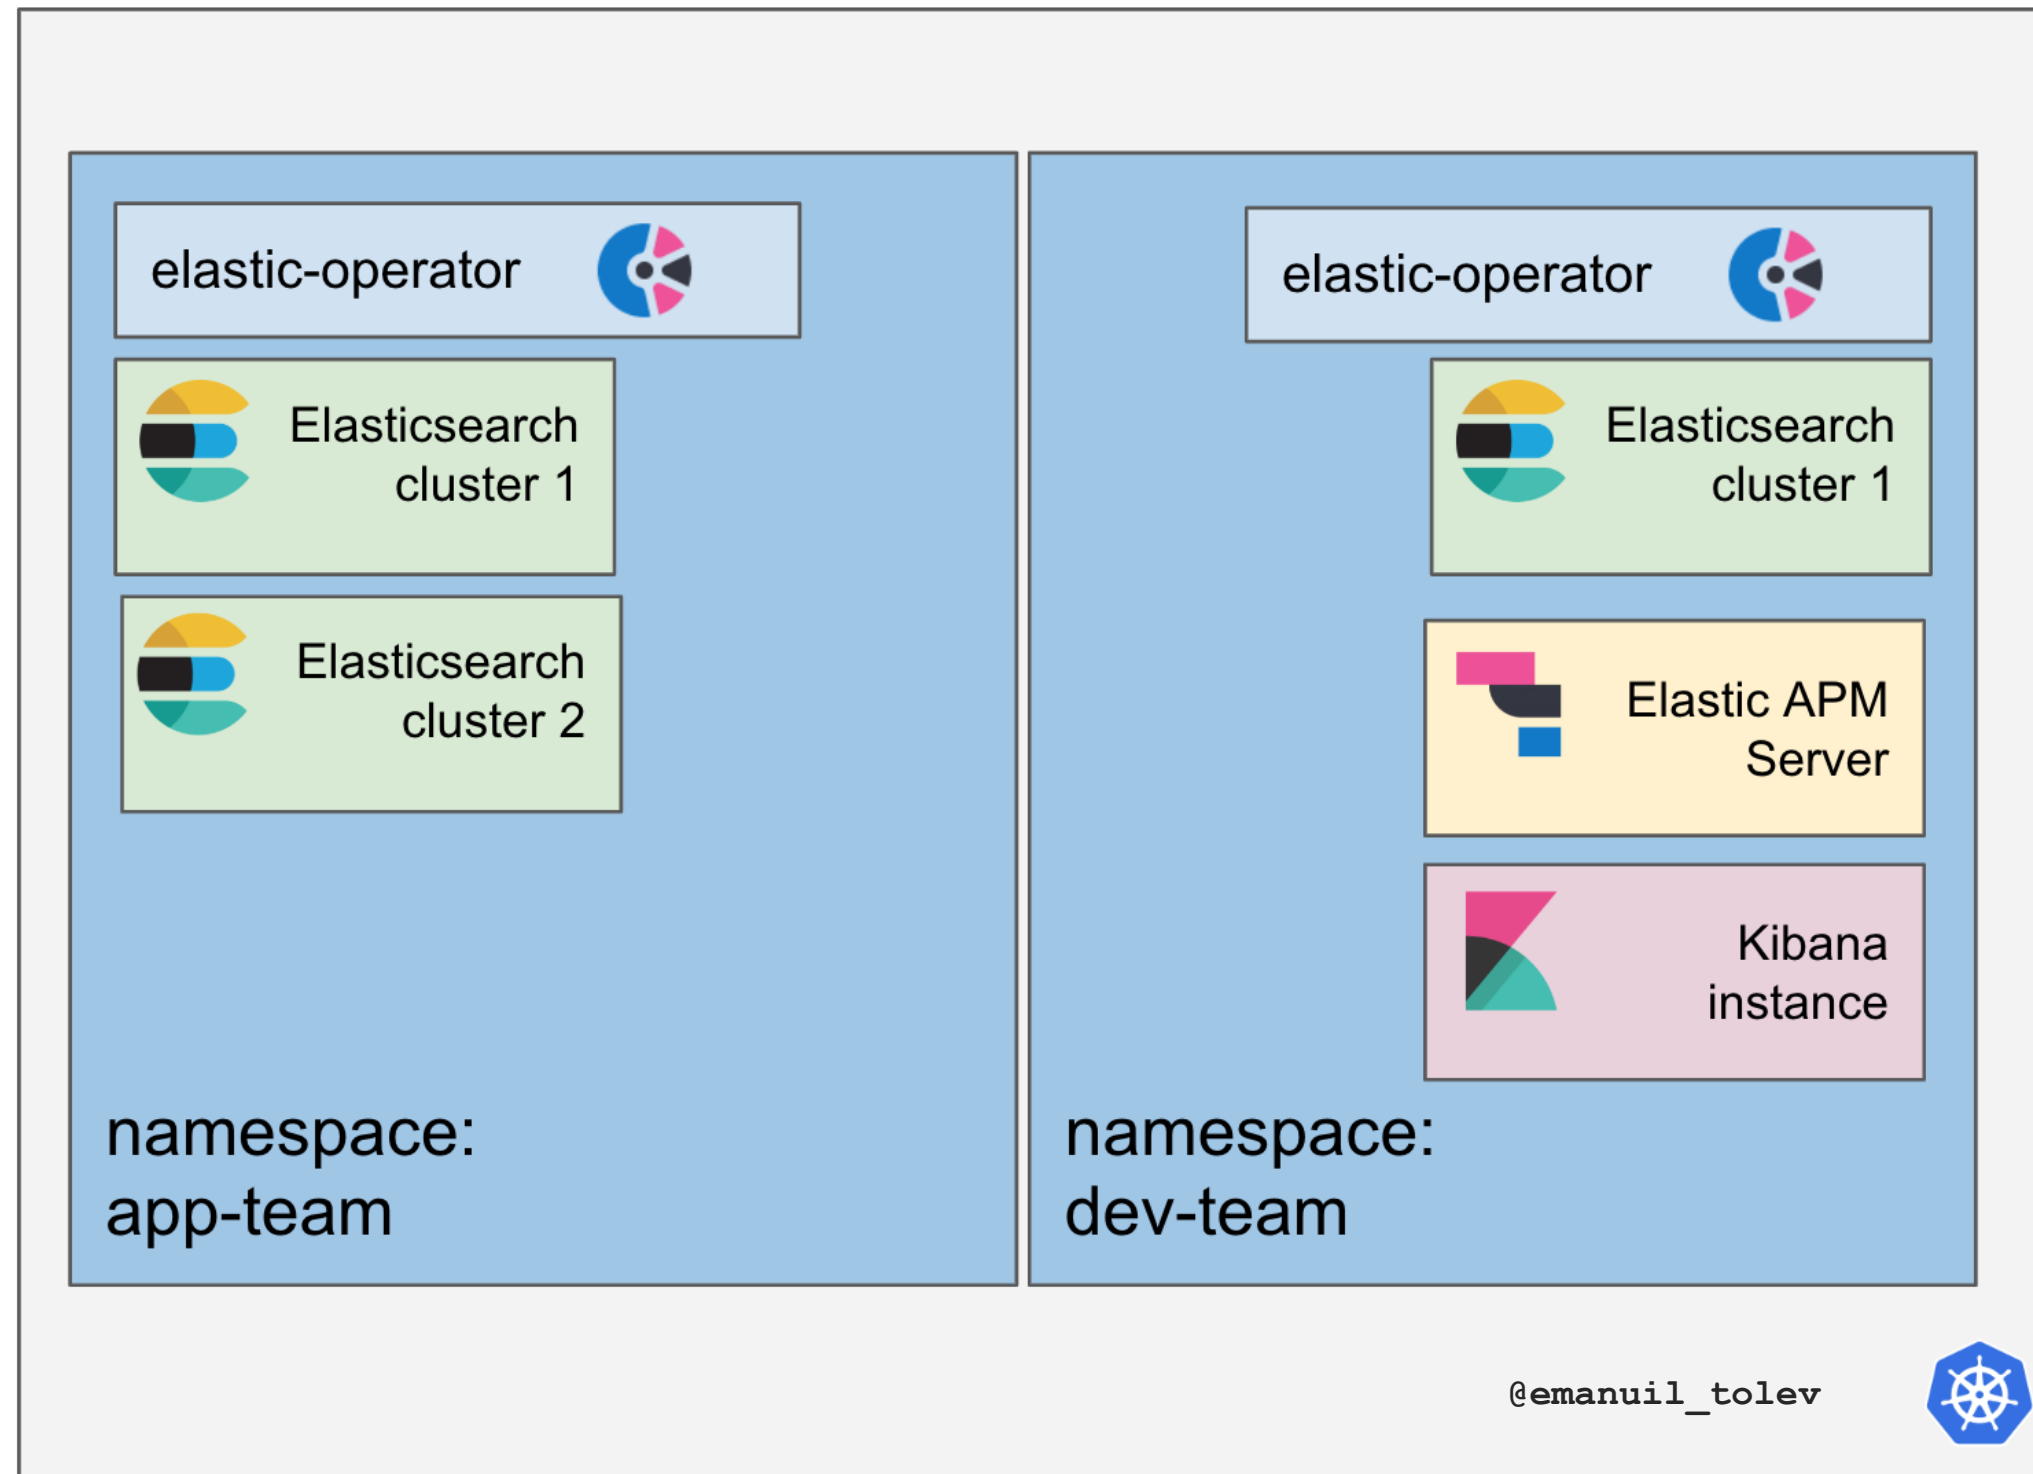 elastic-operator
Elasticsearch
cluster 1
Elasticsearch
cluster 2
namespace:
app-team
elastic-operator
Elasticsearch
cluster 1
Elastic APM
Server
Kibana
instance
namespace:
dev-team
@emanuil_tolev